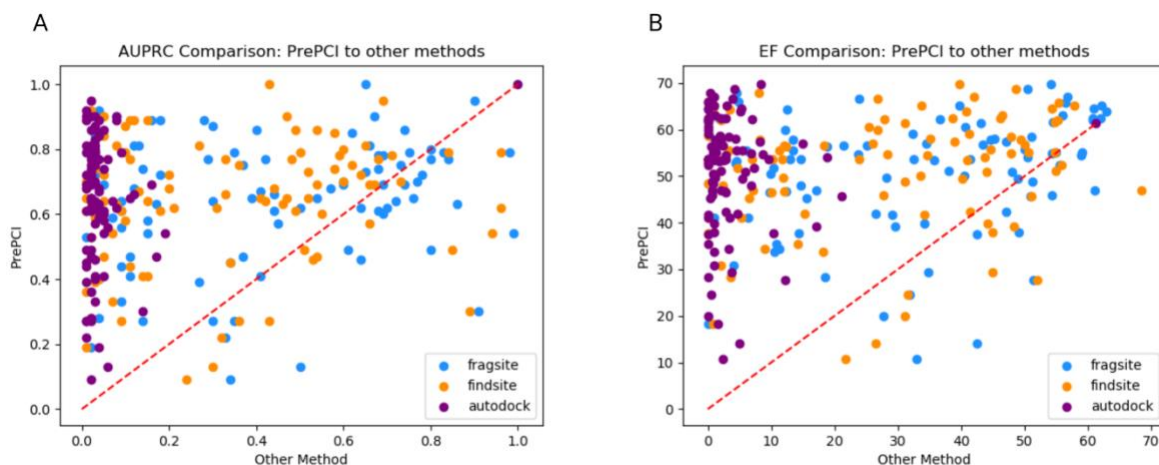 A
AUPRC Comparison: PrePCI to other methods
1.0
0.8
0.6
0.4
0.2
0.0
PrePCI
0.0 0.2 0.4 0.6 0.8 1.0
Other Method
fragsite
findsite
autodock
B
EF Comparison: PrePCI to other methods
70
60
50
40
30
20
10
0
PrePCI
0 10 20 30 40 50 60 70
Other Method
fragsite
findsite
autodock